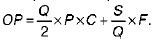 OP = Q/2 × P × C + S/Q × F.